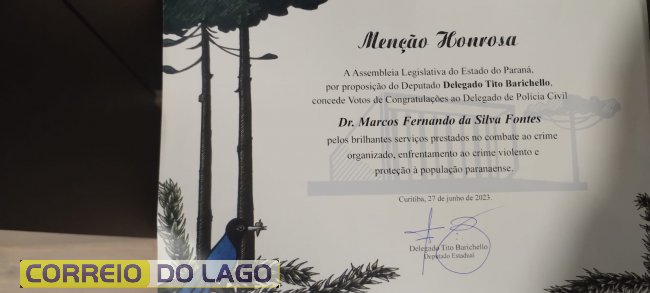 Menção Honrosa
A Assembleia Legislativa do Estado do Paraná,
por proposição do Deputado Delegado Tito Barichello,
concede Votos de Congratulações ao Delegado de Polícia Civil
Dr. Marcos Fernando da Silva Fontes
pelos brilhantes serviços prestados no combate ao crime
organizado, enfrentamento ao crime violento e
proteção à população paranaense.
Curitiba, 27 de junho de 2023.
Delegado Tito Barichello
Deputado Estadual
CORREIO DO LAGO